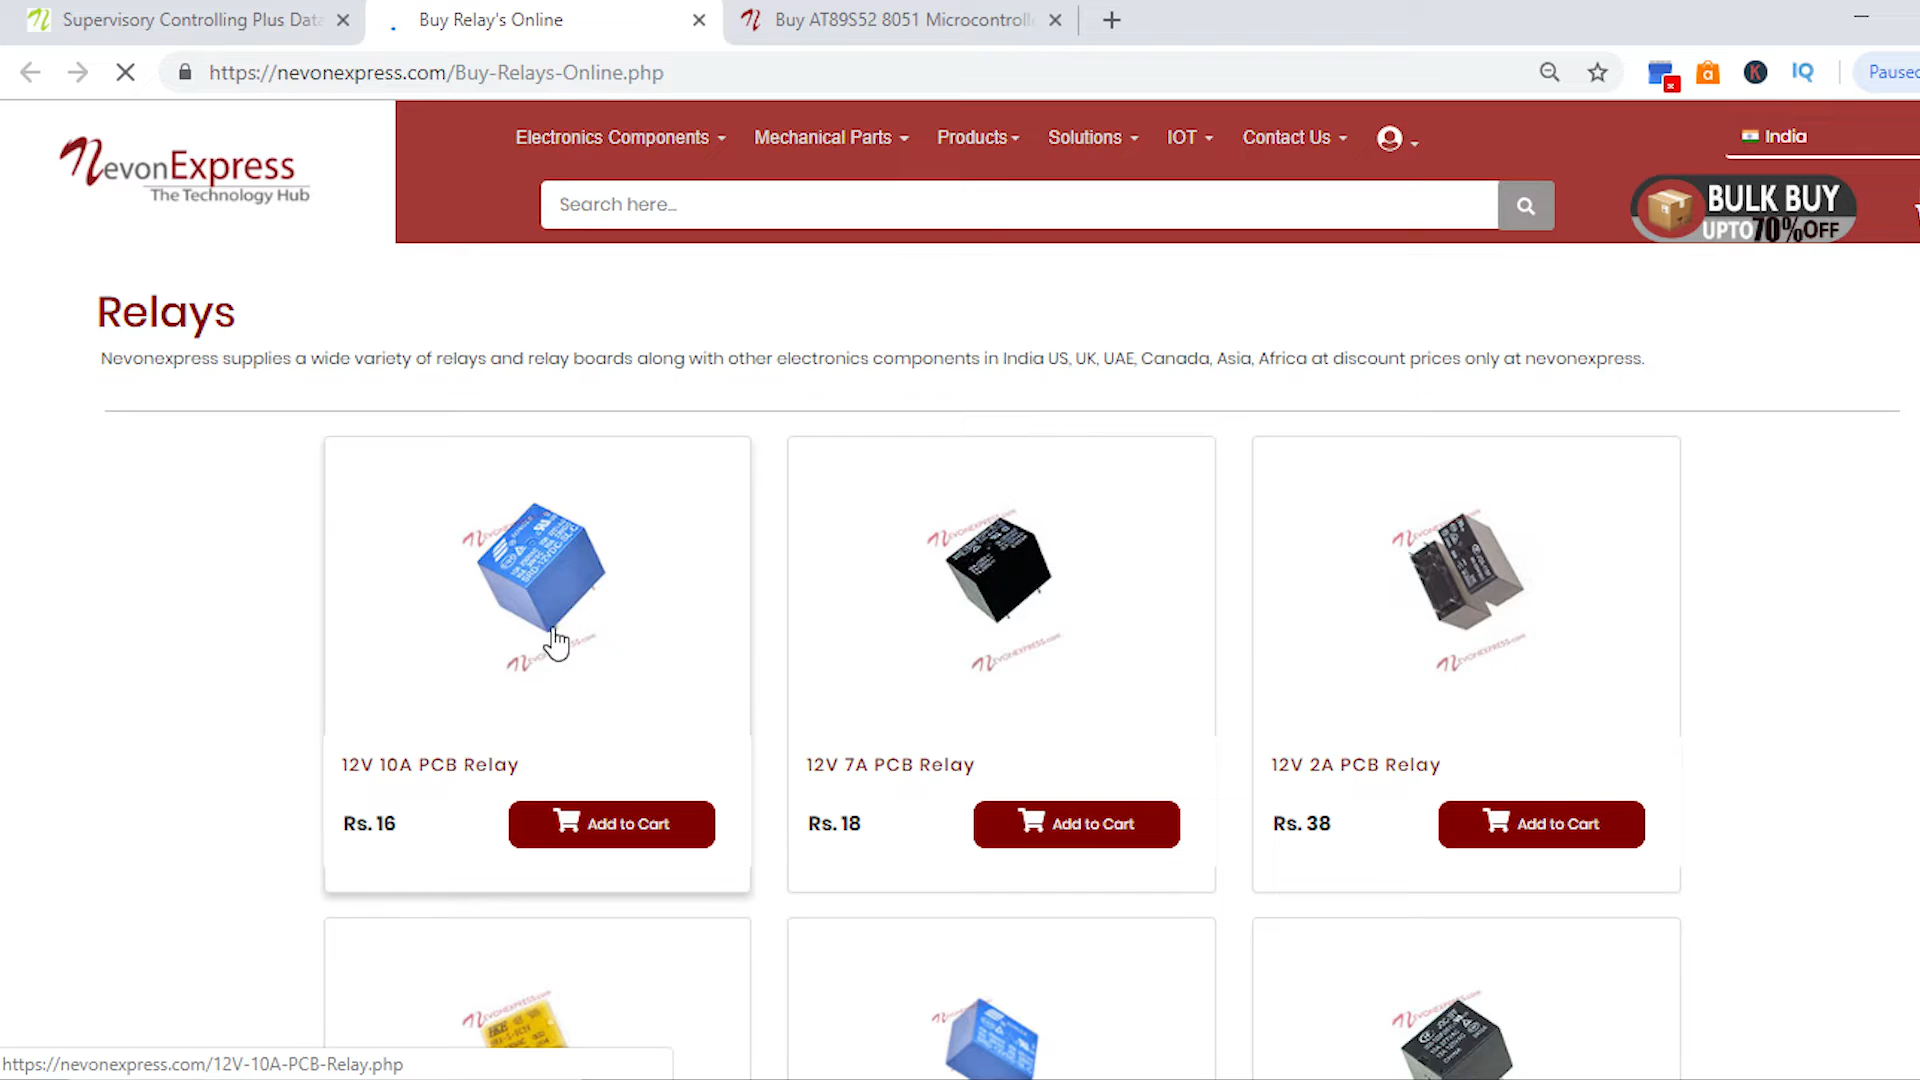 Supervisory Controlling Plus Data
Buy Relay's Online
Buy AT89S52 8051 Microcontroll
https://nevonexpress.com/Buy-Relays-Online.php
IQ
Paused
NevonExpress
The Technology Hub
Electronics Components
Mechanical Parts
Products
Solutions
IOT
Contact Us
India
Search here...
BULK BUY
UPTO 70% OFF
Relays
Nevonexpress supplies a wide variety of relays and relay boards along with other electronics components in India US, UK, UAE, Canada, Asia, Africa at discount prices only at nevonexpress.
12V 10A PCB Relay
12V 7A PCB Relay
12V 2A PCB Relay
Rs. 16
Add to Cart
Rs. 18
Add to Cart
Rs. 38
Add to Cart
https://nevonexpress.com/12V-10A-PCB-Relay.php